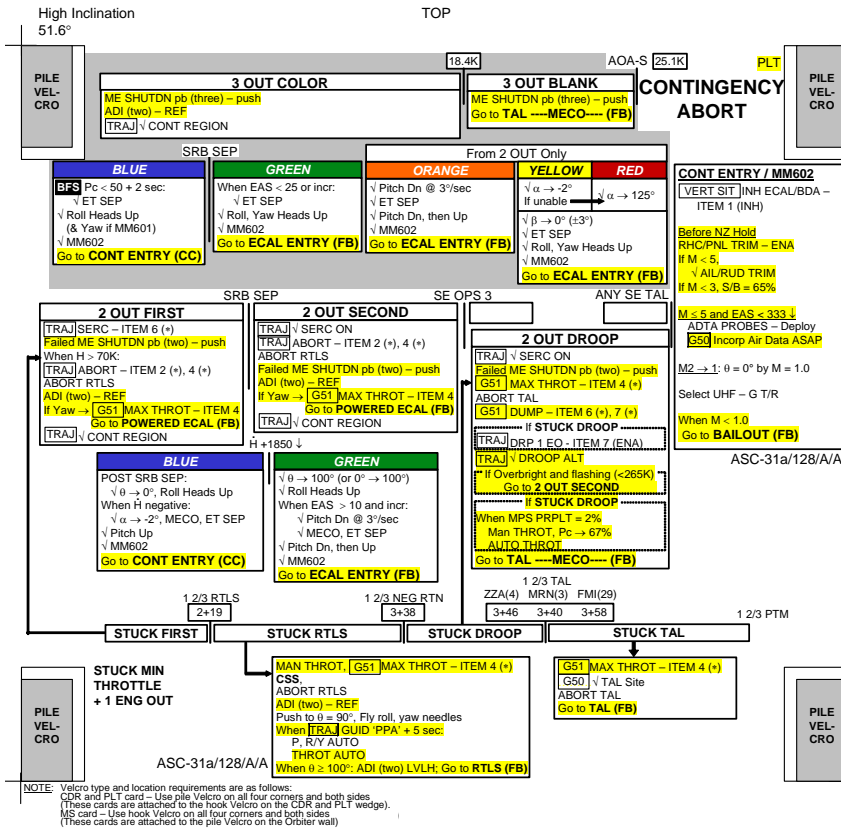 High Inclination
51.6°
TOP
PILE
VEL-
CRO
18.4K
AOA-S 25.1K
PLT
PILE
VEL-
CRO
CONTINGENCY
ABORT
3 OUT COLOR
ME SHUTDN pb (three) – push
ADI (two) – REF
TRAJ √ CONT REGION
3 OUT BLANK
ME SHUTDN pb (three) – push
Go to TAL ----MECO---- (FB)
SRB SEP
From 2 OUT Only
BLUE
BFS Pc < 50 + 2 sec:
√ ET SEP
√ Roll Heads Up
(& Yaw if MM601)
√ MM602
Go to CONT ENTRY (CC)
GREEN
When EAS < 25 or incr:
√ ET SEP
√ Roll, Yaw Heads Up
√ MM602
Go to ECAL ENTRY (FB)
ORANGE
√ Pitch Dn @ 3°/sec
√ ET SEP
√ Pitch Dn, then Up
√ MM602
Go to ECAL ENTRY (FB)
YELLOW
√ α → -2°
If unable
RED
√ α → 125°
√ β → 0° (±3°)
√ ET SEP
√ Roll, Yaw Heads Up
√ MM602
Go to ECAL ENTRY (FB)
CONT ENTRY / MM602
VERT SIT INH ECAL/BDA –
ITEM 1 (INH)
Before NZ Hold
RHC/PNL TRIM – ENA
If M < 5,
√ AIL/RUD TRIM
If M < 3, S/B = 65%
M ≤ 5 and EAS < 333 ↓
ADTA PROBES – Deploy
G50 Incorp Air Data ASAP
M2 → 1: θ = 0° by M = 1.0
Select UHF – G T/R
When M < 1.0
Go to BAILOUT (FB)
ASC-31a/128/A/A
SRB SEP
SE OPS 3
ANY SE TAL
2 OUT FIRST
TRAJ SERC – ITEM 6 (*)
Failed ME SHUTDN pb (two) – push
When H > 70K:
TRAJ ABORT – ITEM 2 (*), 4 (*)
ABORT RTLS
ADI (two) – REF
If Yaw → G51 MAX THROT - ITEM 4
Go to POWERED ECAL (FB)
TRAJ √ CONT REGION
2 OUT SECOND
TRAJ √ SERC ON
TRAJ ABORT – ITEM 2 (*), 4 (*)
ABORT RTLS
Failed ME SHUTDN pb (two) – push
ADI (two) – REF
If Yaw → G51 MAX THROT - ITEM 4
Go to POWERED ECAL (FB)
TRAJ √ CONT REGION
2 OUT DROOP
TRAJ √ SERC ON
Failed ME SHUTDN pb (two) – push
G51 MAX THROT – ITEM 4 (*)
ABORT TAL
G51 DUMP – ITEM 6 (*), 7 (*)
If STUCK DROOP
TRAJ DRP 1 EO - ITEM 7 (ENA)
TRAJ √ DROOP ALT
If Overbright and flashing (<265K)
Go to 2 OUT SECOND
If STUCK DROOP
When MPS PRPLT = 2%
Man THROT, Pc → 67%
AUTO THROT
Go to TAL ----MECO---- (FB)
Ḣ +1850 ↓
BLUE
POST SRB SEP:
√ θ → 0°, Roll Heads Up
When Ḣ negative:
√ α → -2°, MECO, ET SEP
√ Pitch Up
√ MM602
Go to CONT ENTRY (CC)
GREEN
√ θ → 100° (or 0° → 100°)
√ Roll Heads Up
When EAS > 10 and incr:
√ Pitch Dn @ 3°/sec
√ MECO, ET SEP
√ Pitch Dn, then Up
√ MM602
Go to ECAL ENTRY (FB)
1 2/3 RTLS
2+19
1 2/3 NEG RTN
3+38
1 2/3 TAL
ZZA(4) MRN(3) FMI(29)
3+46 3+40 3+58
1 2/3 PTM
STUCK FIRST
STUCK RTLS
STUCK DROOP
STUCK TAL
STUCK MIN
THROTTLE
+ 1 ENG OUT
MAN THROT, G51 MAX THROT – ITEM 4 (*)
CSS,
ABORT RTLS
ADI (two) – REF
Push to θ = 90°, Fly roll, yaw needles
When TRAJ GUID 'PPA' + 5 sec:
P, R/Y AUTO
THROT AUTO
When θ ≥ 100°: ADI (two) LVLH; Go to RTLS (FB)
G51 MAX THROT – ITEM 4 (*)
G50 √ TAL Site
ABORT TAL
Go to TAL (FB)
PILE
VEL-
CRO
PILE
VEL-
CRO
ASC-31a/128/A/A
NOTE: Velcro type and location requirements are as follows:
CDR and PLT card – Use pile Velcro on all four corners and both sides
(These cards are attached to the hook Velcro on the CDR and PLT wedge).
MS card – Use hook Velcro on all four corners and both sides
(These cards are attached to the pile Velcro on the Orbiter wall)